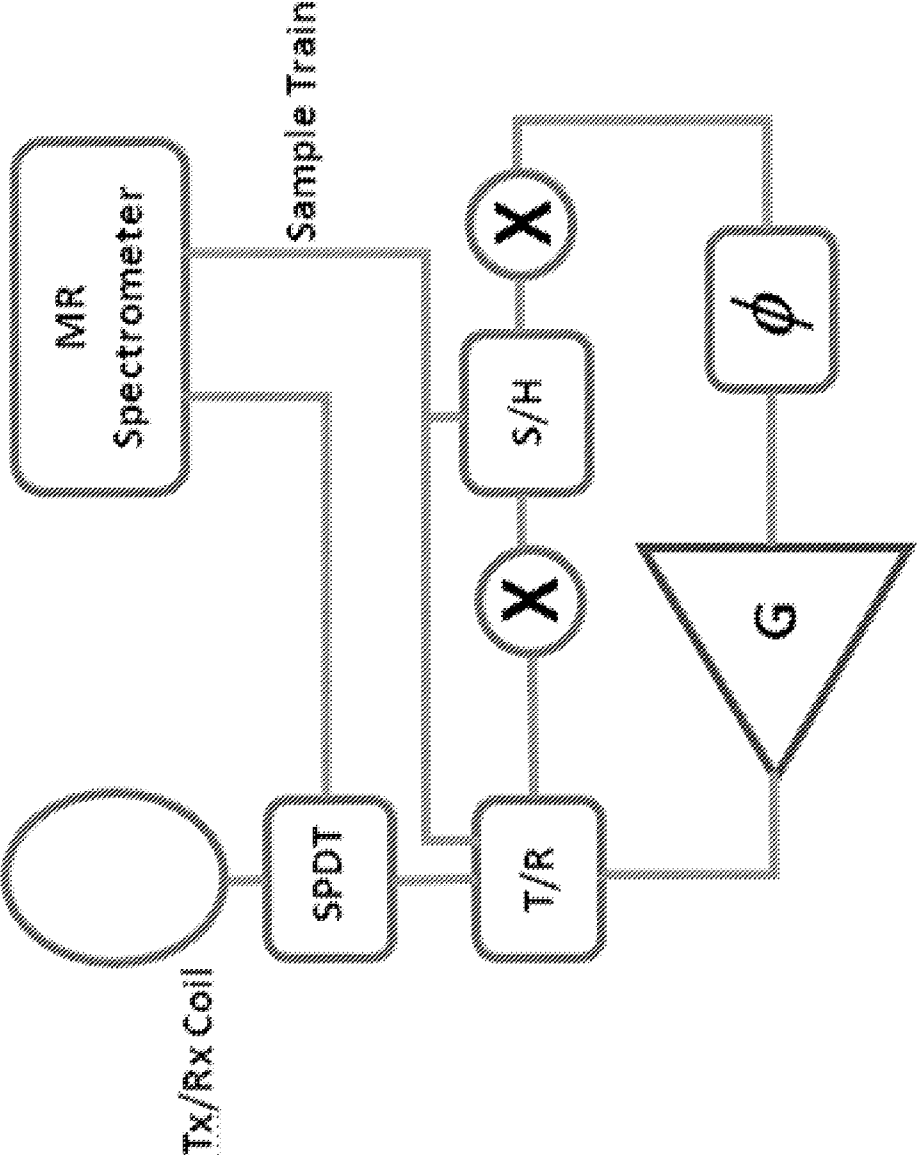 Tx/Rx Coil
SPDT
MR
Spectrometer
Sample Train
T/R
X
S/H
X
G
ϕ